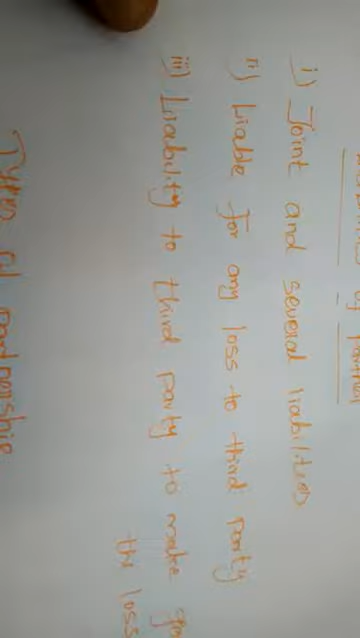 of Partner
i) Joint and several liabilities
ii) Liable for any loss to third party
iii) Liability to third party to make
the loss
Types of partnership